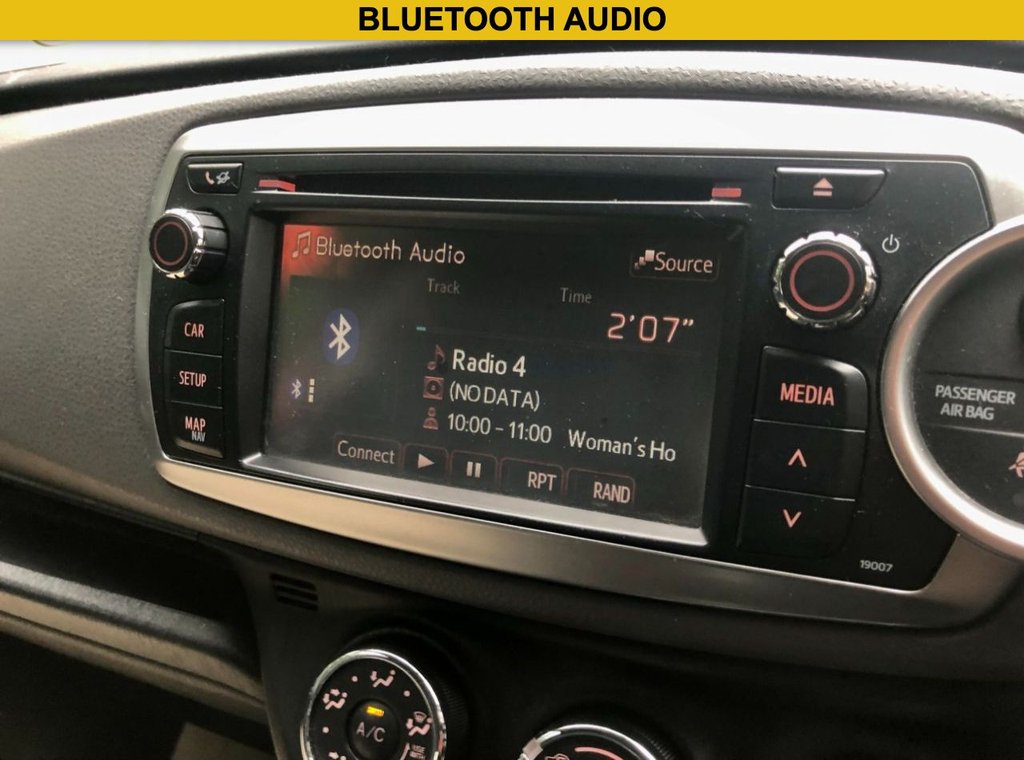 BLUETOOTH AUDIO
Bluetooth Audio
Source
Track
Time
2'07"
CAR
Radio 4
SETUP
(NO DATA)
MEDIA
PASSENGER
AIR BAG
MAP
NAV
10:00 - 11:00 Woman's Ho
Connect
RPT
RAND
19007
A/C